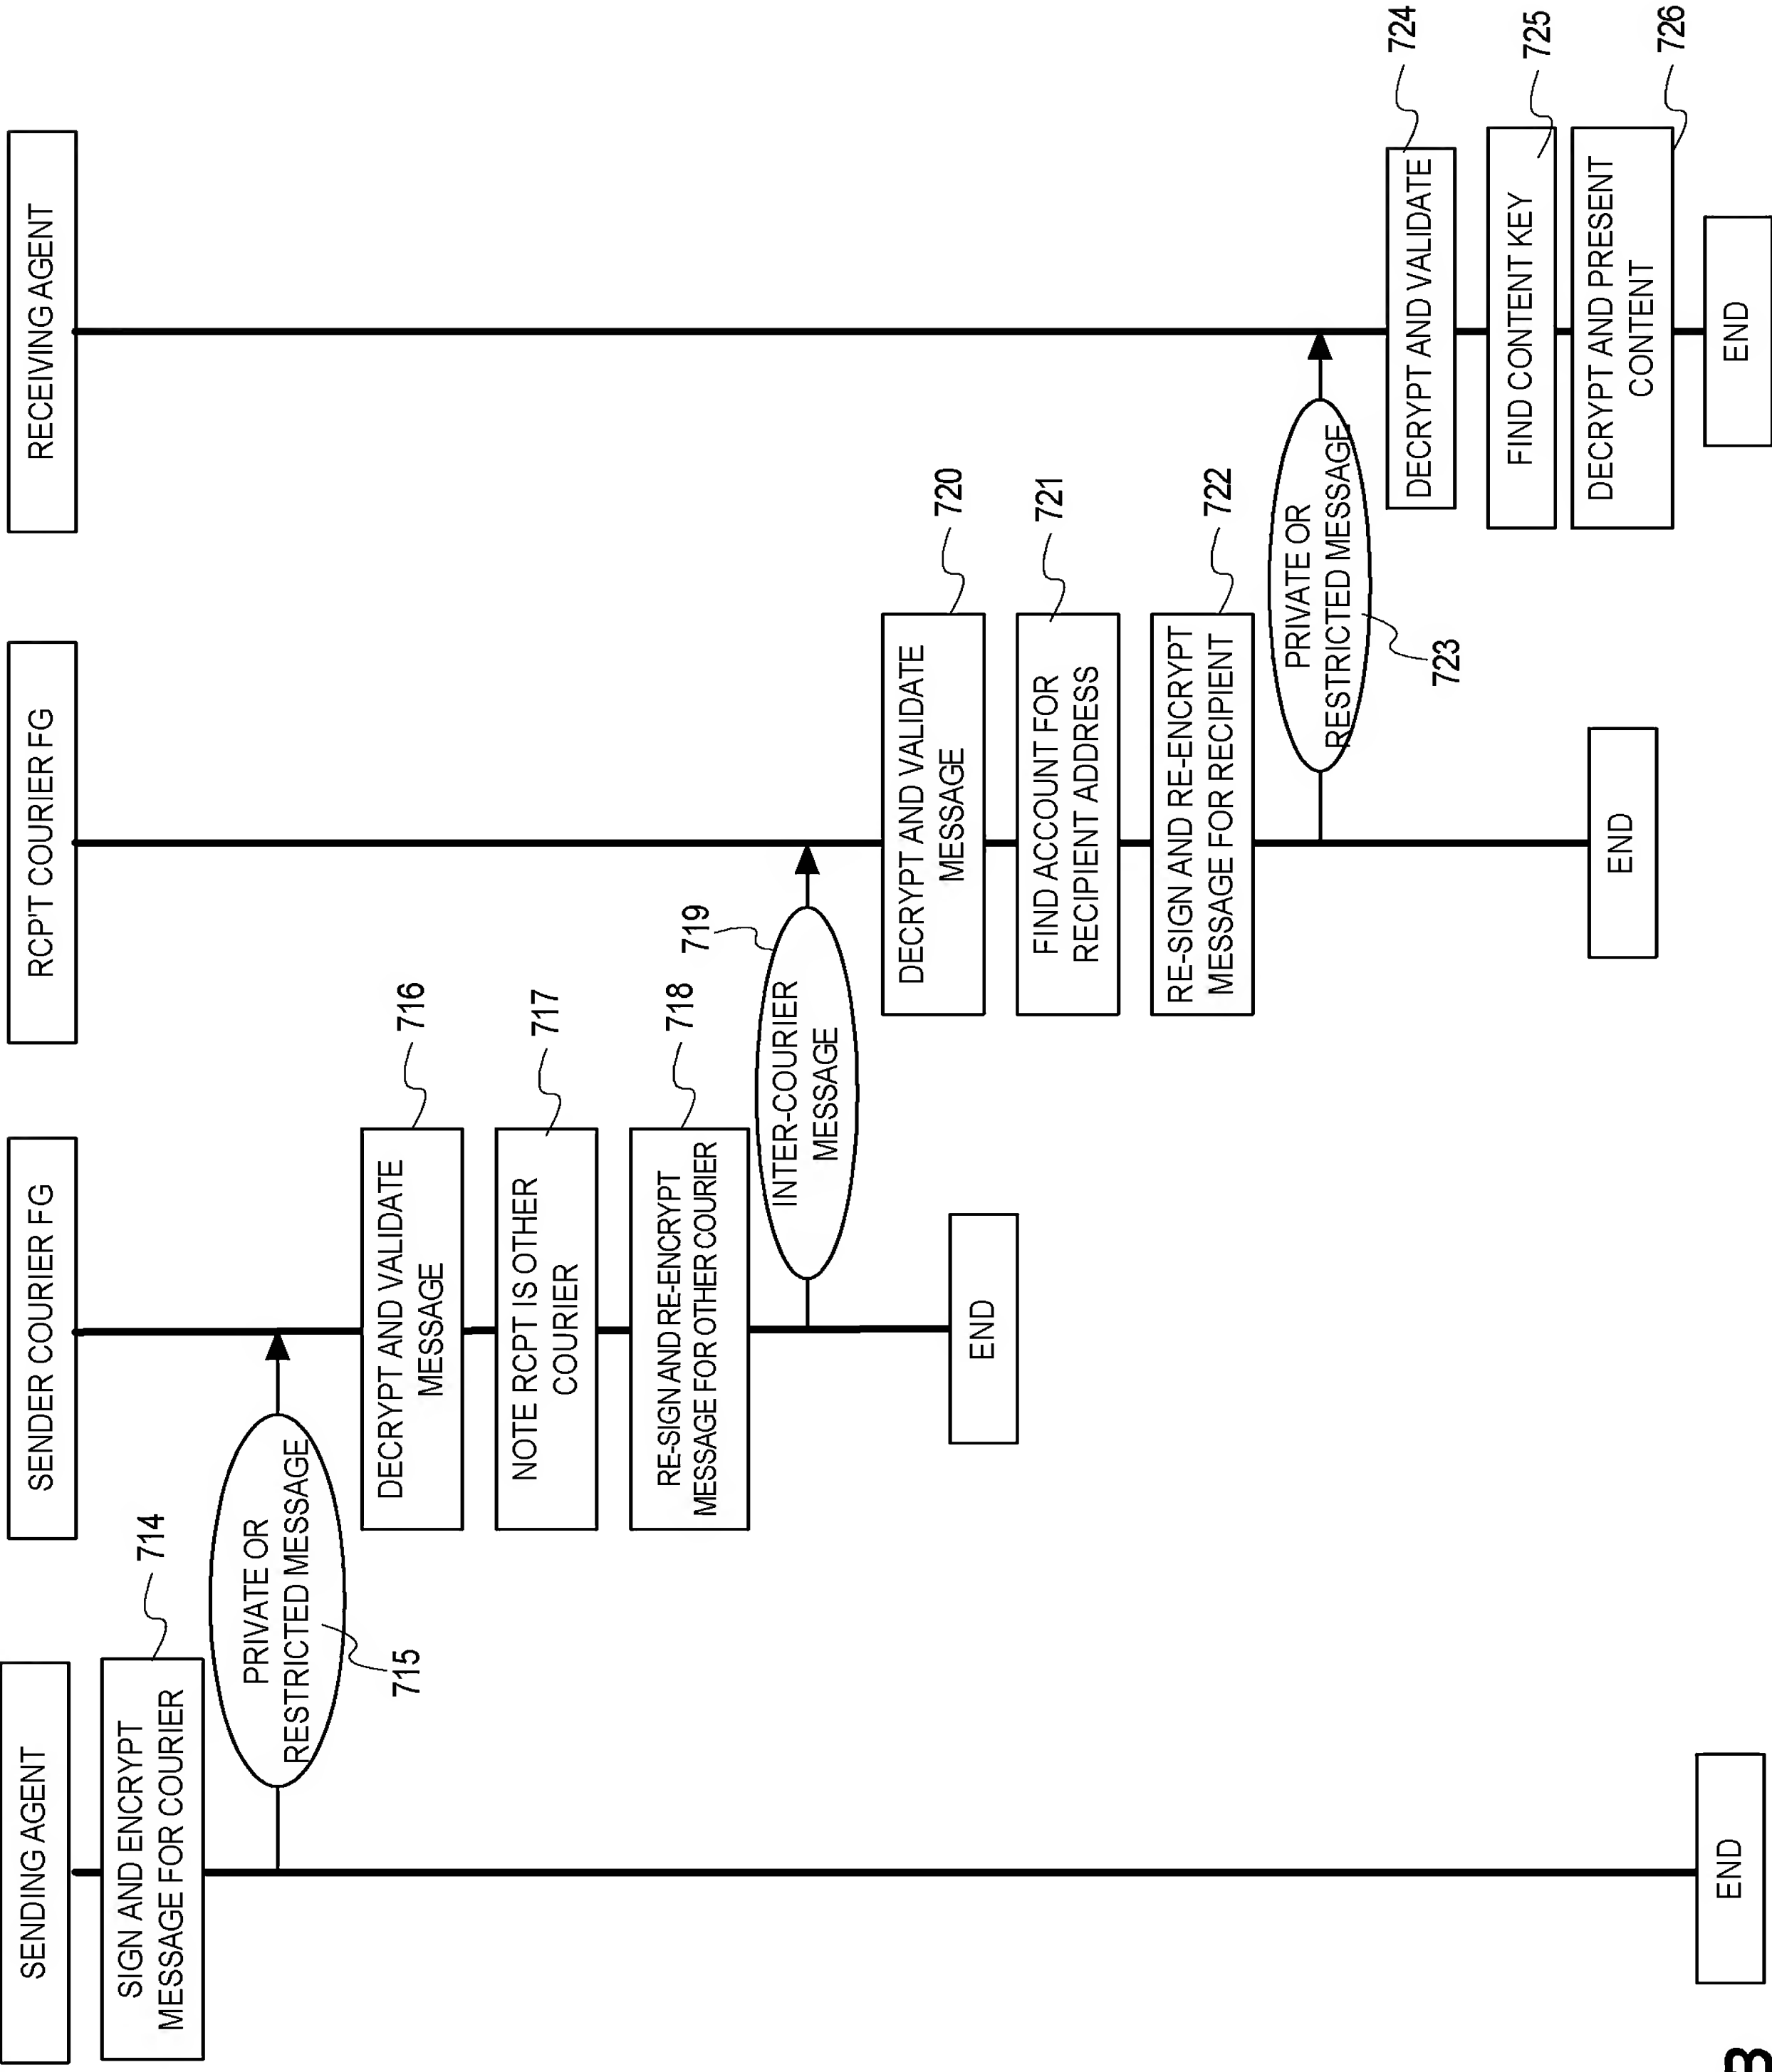 SENDING AGENT
SENDER COURIER FG
RCP'T COURIER FG
RECEIVING AGENT
SIGN AND ENCRYPT
MESSAGE FOR COURIER
714
PRIVATE OR
RESTRICTED MESSAGE
715
DECRYPT AND VALIDATE
MESSAGE
716
NOTE RCPT IS OTHER
COURIER
717
RE-SIGN AND RE-ENCRYPT
MESSAGE FOR OTHER COURIER
718
INTER-COURIER
MESSAGE
719
END
DECRYPT AND VALIDATE
MESSAGE
720
FIND ACCOUNT FOR
RECIPIENT ADDRESS
721
RE-SIGN AND RE-ENCRYPT
MESSAGE FOR RECIPIENT
722
PRIVATE OR
RESTRICTED MESSAGE
723
DECRYPT AND VALIDATE
724
FIND CONTENT KEY
725
DECRYPT AND PRESENT
CONTENT
726
END
END
END